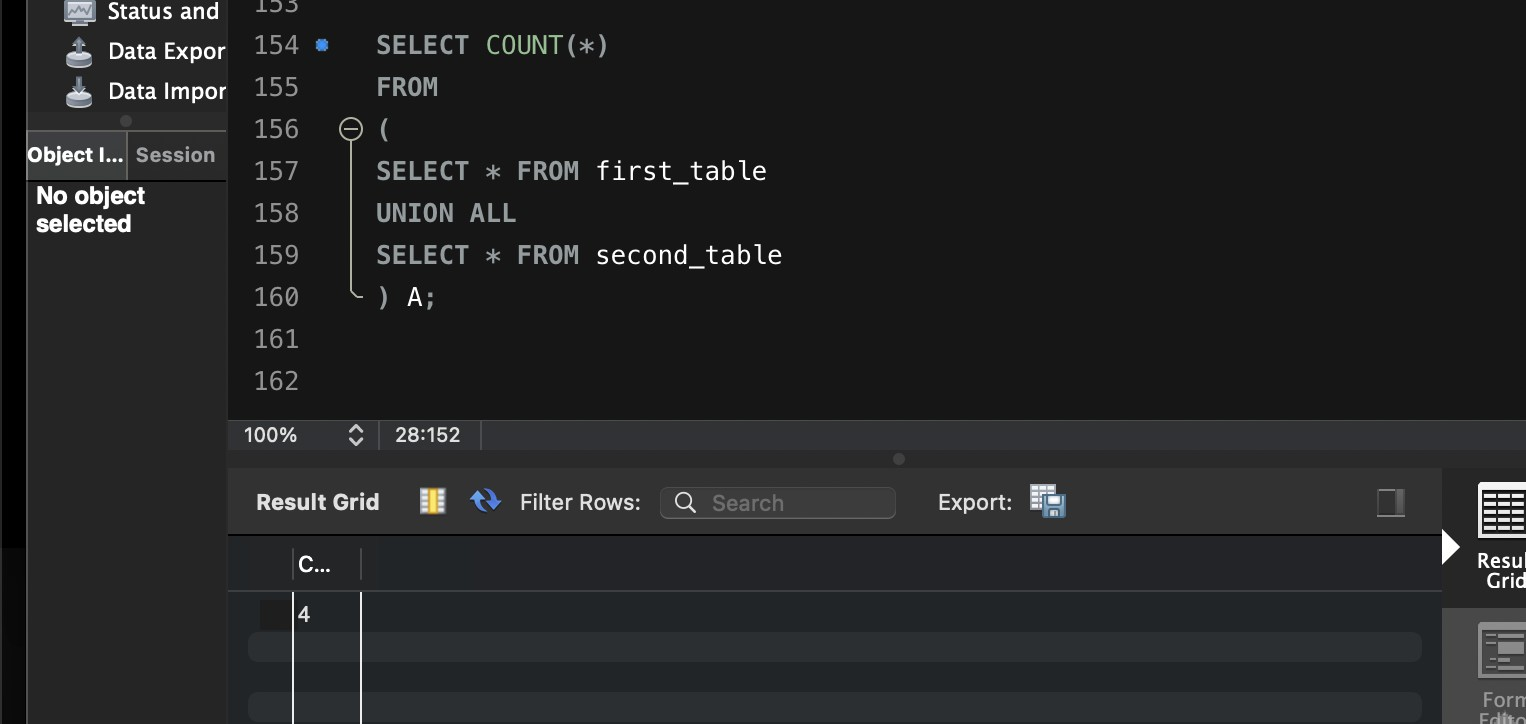 Status and
Data Expor
Data Impor
Object I...
Session
No object
selected
153
154 SELECT COUNT(*)
155 FROM
156 (
157 SELECT * FROM first_table
158 UNION ALL
159 SELECT * FROM second_table
160 ) A;
161
162
100% 28:152
Result Grid Filter Rows: Search Export:
C...
4
Resul
Grid
Form
Editor